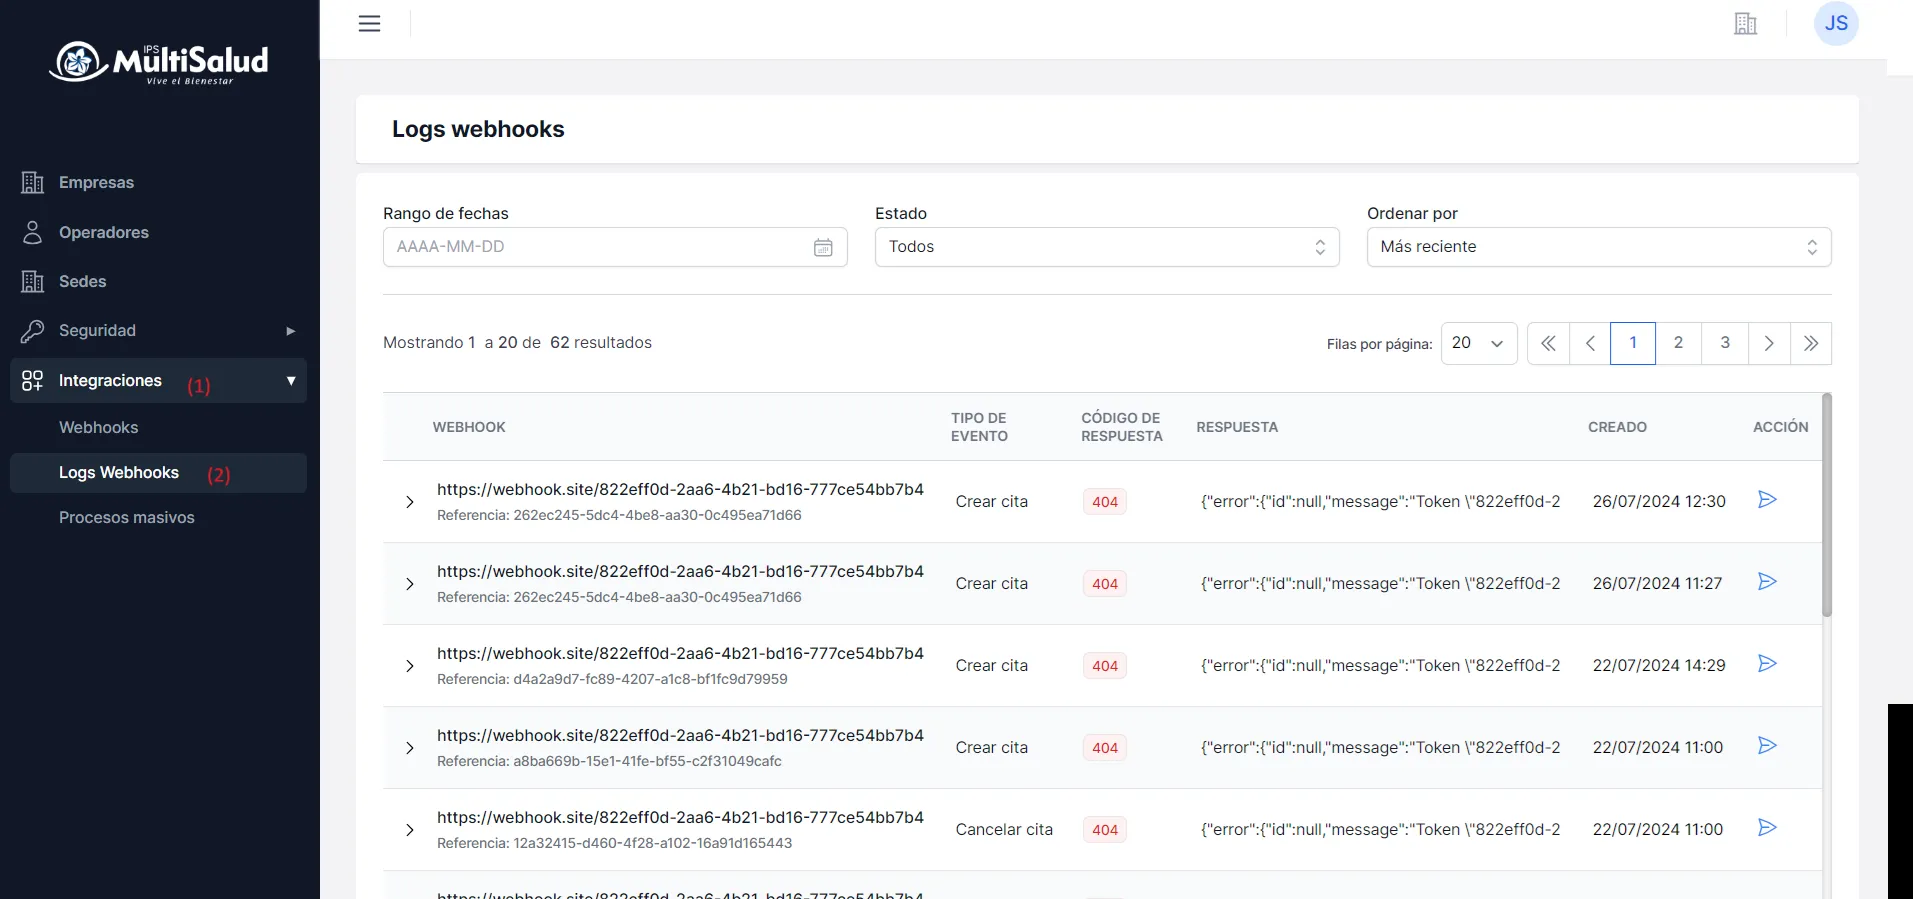 IPS
MultiSalud
Vive el Bienestar
JS
Logs webhooks
Empresas
Operadores
Sedes
Seguridad
Integraciones (1)
Webhooks
Logs Webhooks (2)
Procesos masivos
Rango de fechas Estado Ordenar por
AAAA-MM-DD Todos Más reciente
Mostrando 1 a 20 de 62 resultados Filas por página: 20 1 2 3
WEBHOOK TIPO DE EVENTO CÓDIGO DE RESPUESTA RESPUESTA CREADO ACCIÓN
https://webhook.site/822eff0d-2aa6-4b21-bd16-777ce54bb7b4
Referencia: 262ec245-5dc4-4be8-aa30-0c495ea71d66
Crear cita 404 {"error":{"id":null,"message":"Token \"822eff0d-2 26/07/2024 12:30
https://webhook.site/822eff0d-2aa6-4b21-bd16-777ce54bb7b4
Referencia: 262ec245-5dc4-4be8-aa30-0c495ea71d66
Crear cita 404 {"error":{"id":null,"message":"Token \"822eff0d-2 26/07/2024 11:27
https://webhook.site/822eff0d-2aa6-4b21-bd16-777ce54bb7b4
Referencia: d4a2a9d7-fc89-4207-a1c8-bf1fc9d79959
Crear cita 404 {"error":{"id":null,"message":"Token \"822eff0d-2 22/07/2024 14:29
https://webhook.site/822eff0d-2aa6-4b21-bd16-777ce54bb7b4
Referencia: a8ba669b-15e1-41fe-bf55-c2f31049cafc
Crear cita 404 {"error":{"id":null,"message":"Token \"822eff0d-2 22/07/2024 11:00
https://webhook.site/822eff0d-2aa6-4b21-bd16-777ce54bb7b4
Referencia: 12a32415-d460-4f28-a102-16a91d165443
Cancelar cita 404 {"error":{"id":null,"message":"Token \"822eff0d-2 22/07/2024 11:00